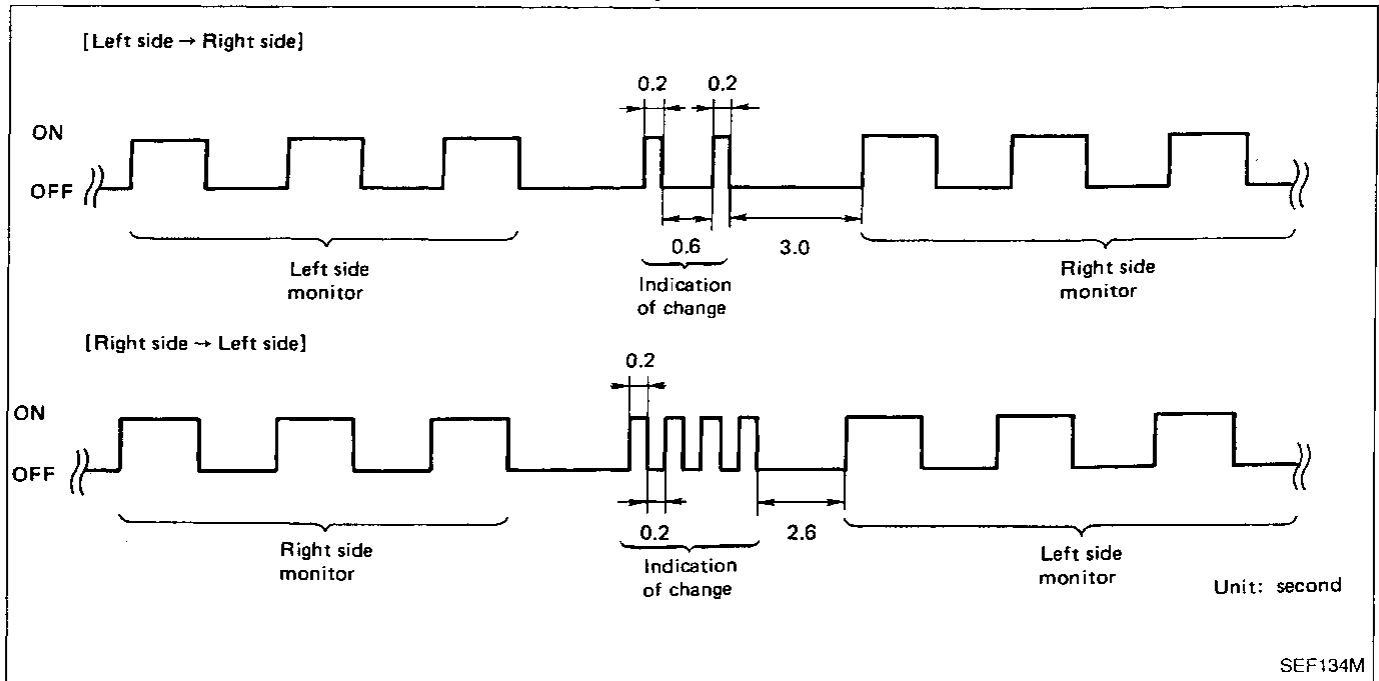 [Left side → Right side]
0.2 0.2
ON
OFF
0.6 3.0
Left side
monitor
Indication
of change
Right side
monitor
[Right side → Left side]
0.2
ON
OFF
0.2 2.6
Right side
monitor
Indication
of change
Left side
monitor
Unit: second
SEF134M